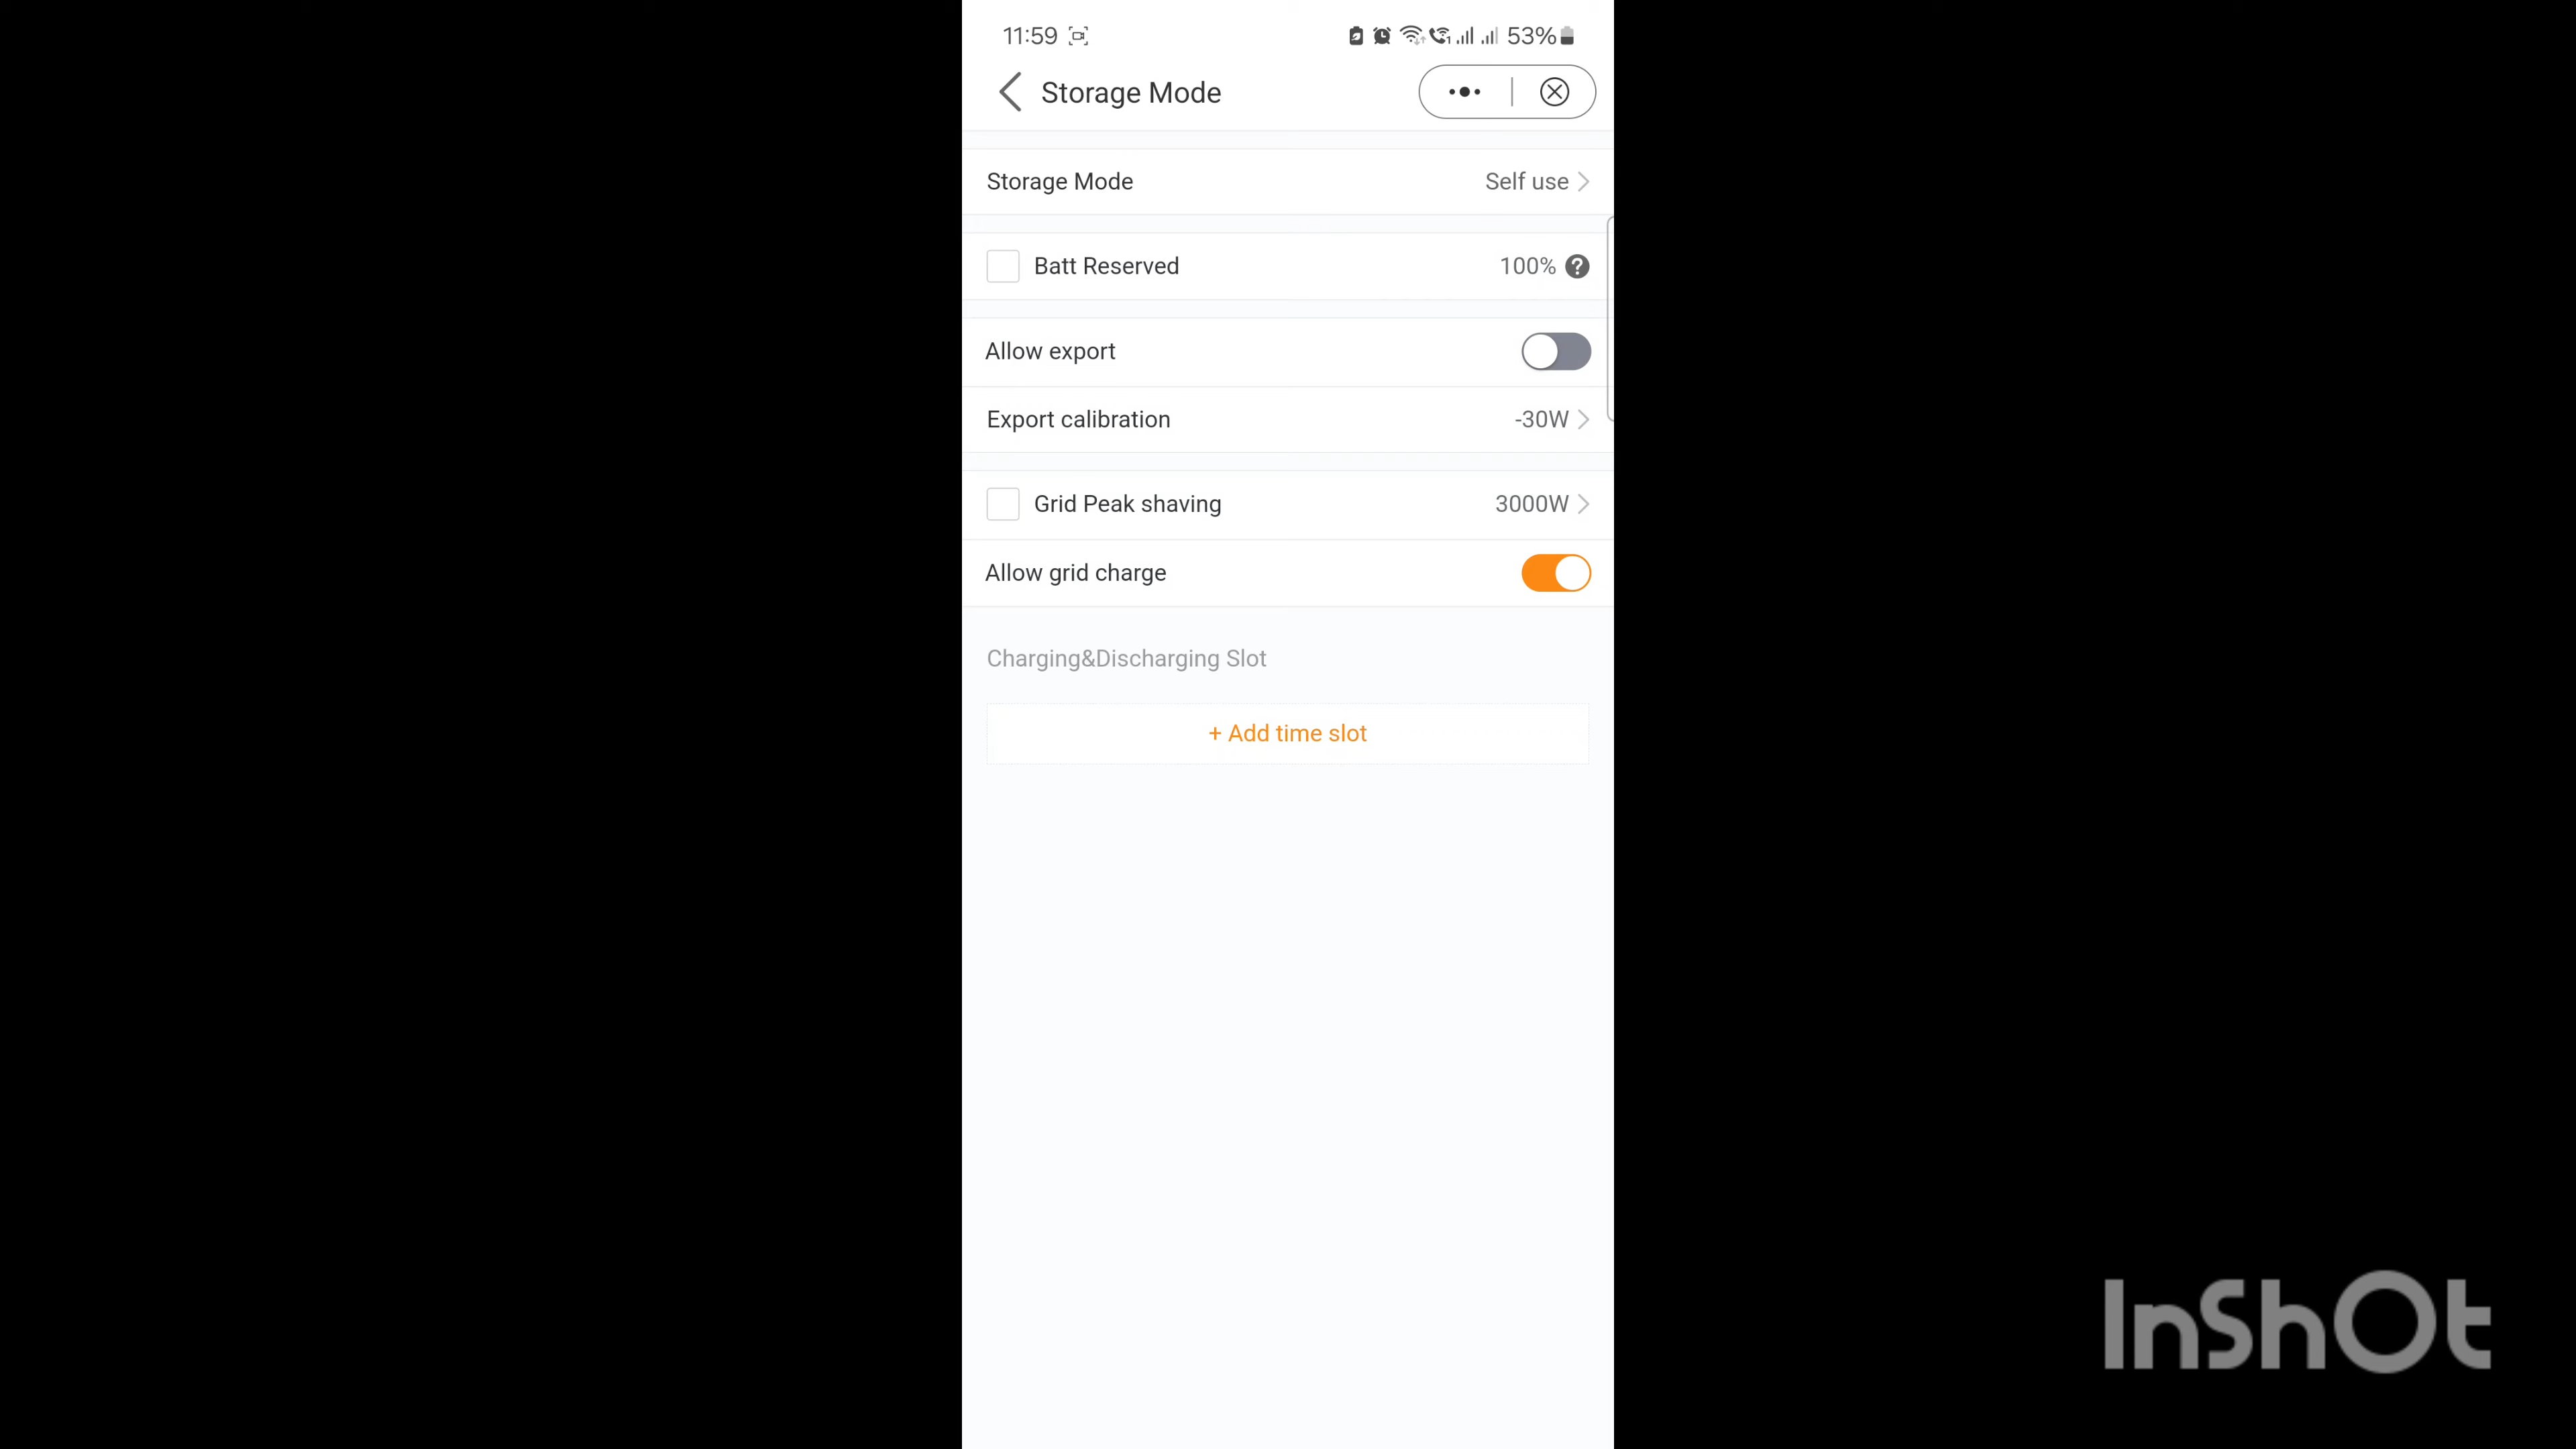 11:59 53%
Storage Mode
Storage Mode Self use
Batt Reserved 100%
Allow export
Export calibration -30W
Grid Peak shaving 3000W
Allow grid charge
Charging&Discharging Slot
+ Add time slot
InShOt